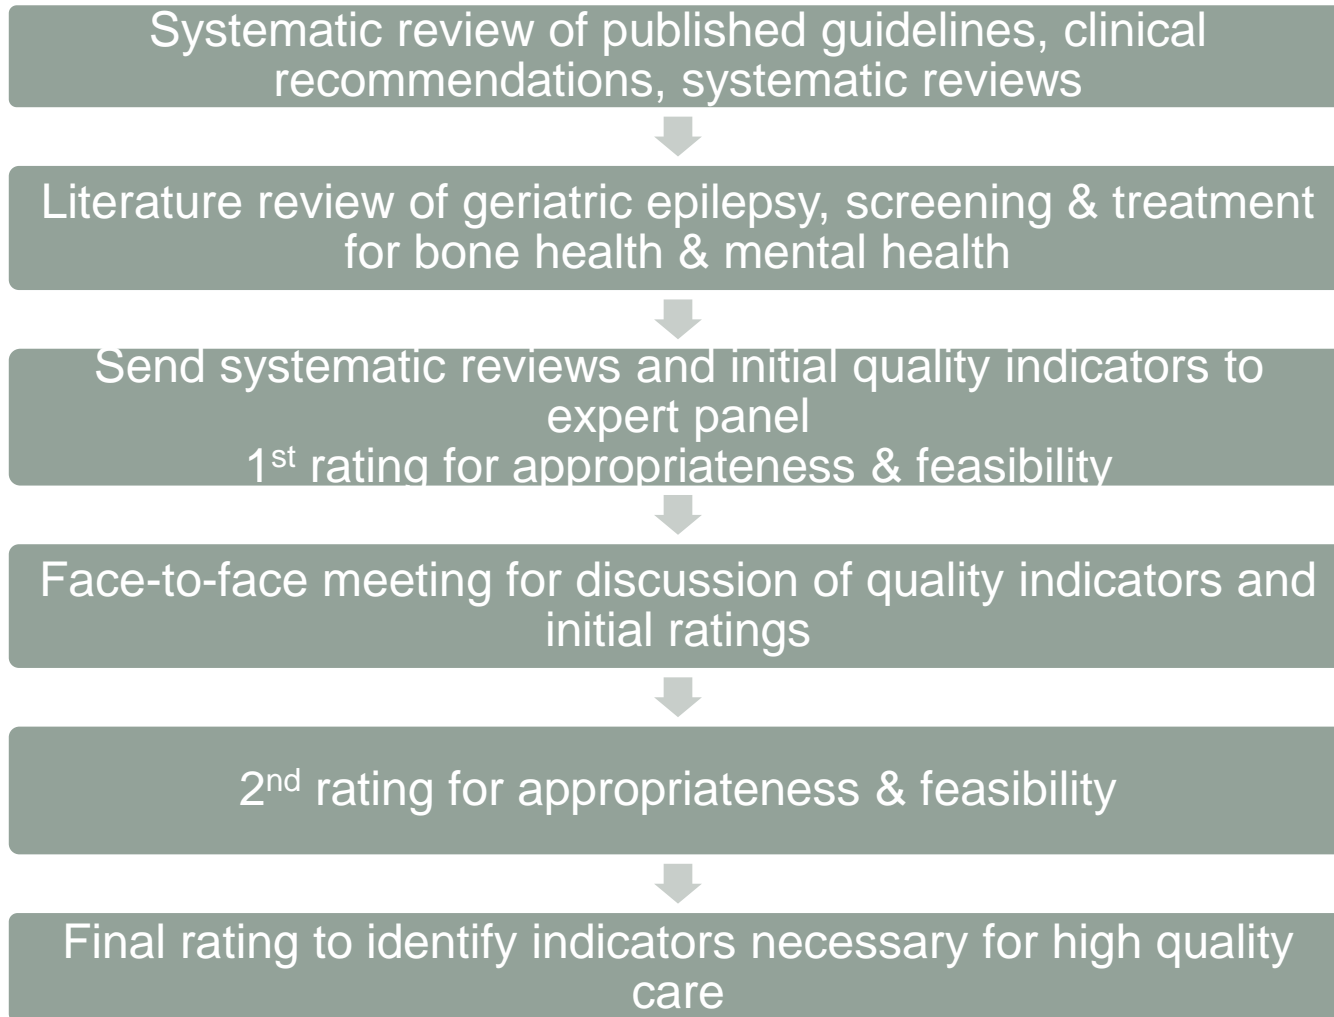 Systematic review of published guidelines, clinical
recommendations, systematic reviews
Literature review of geriatric epilepsy, screening & treatment
for bone health & mental health
Send systematic reviews and initial quality indicators to
expert panel
1st rating for appropriateness & feasibility
Face-to-face meeting for discussion of quality indicators and
initial ratings
2nd rating for appropriateness & feasibility
Final rating to identify indicators necessary for high quality
care